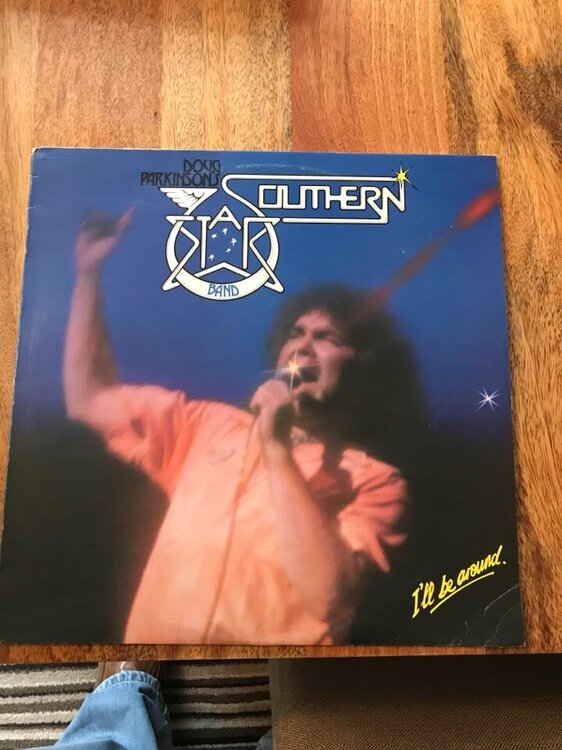 DOUG
PARKINSON'S
SOUTHERN
STAR
BAND
I'll be around.